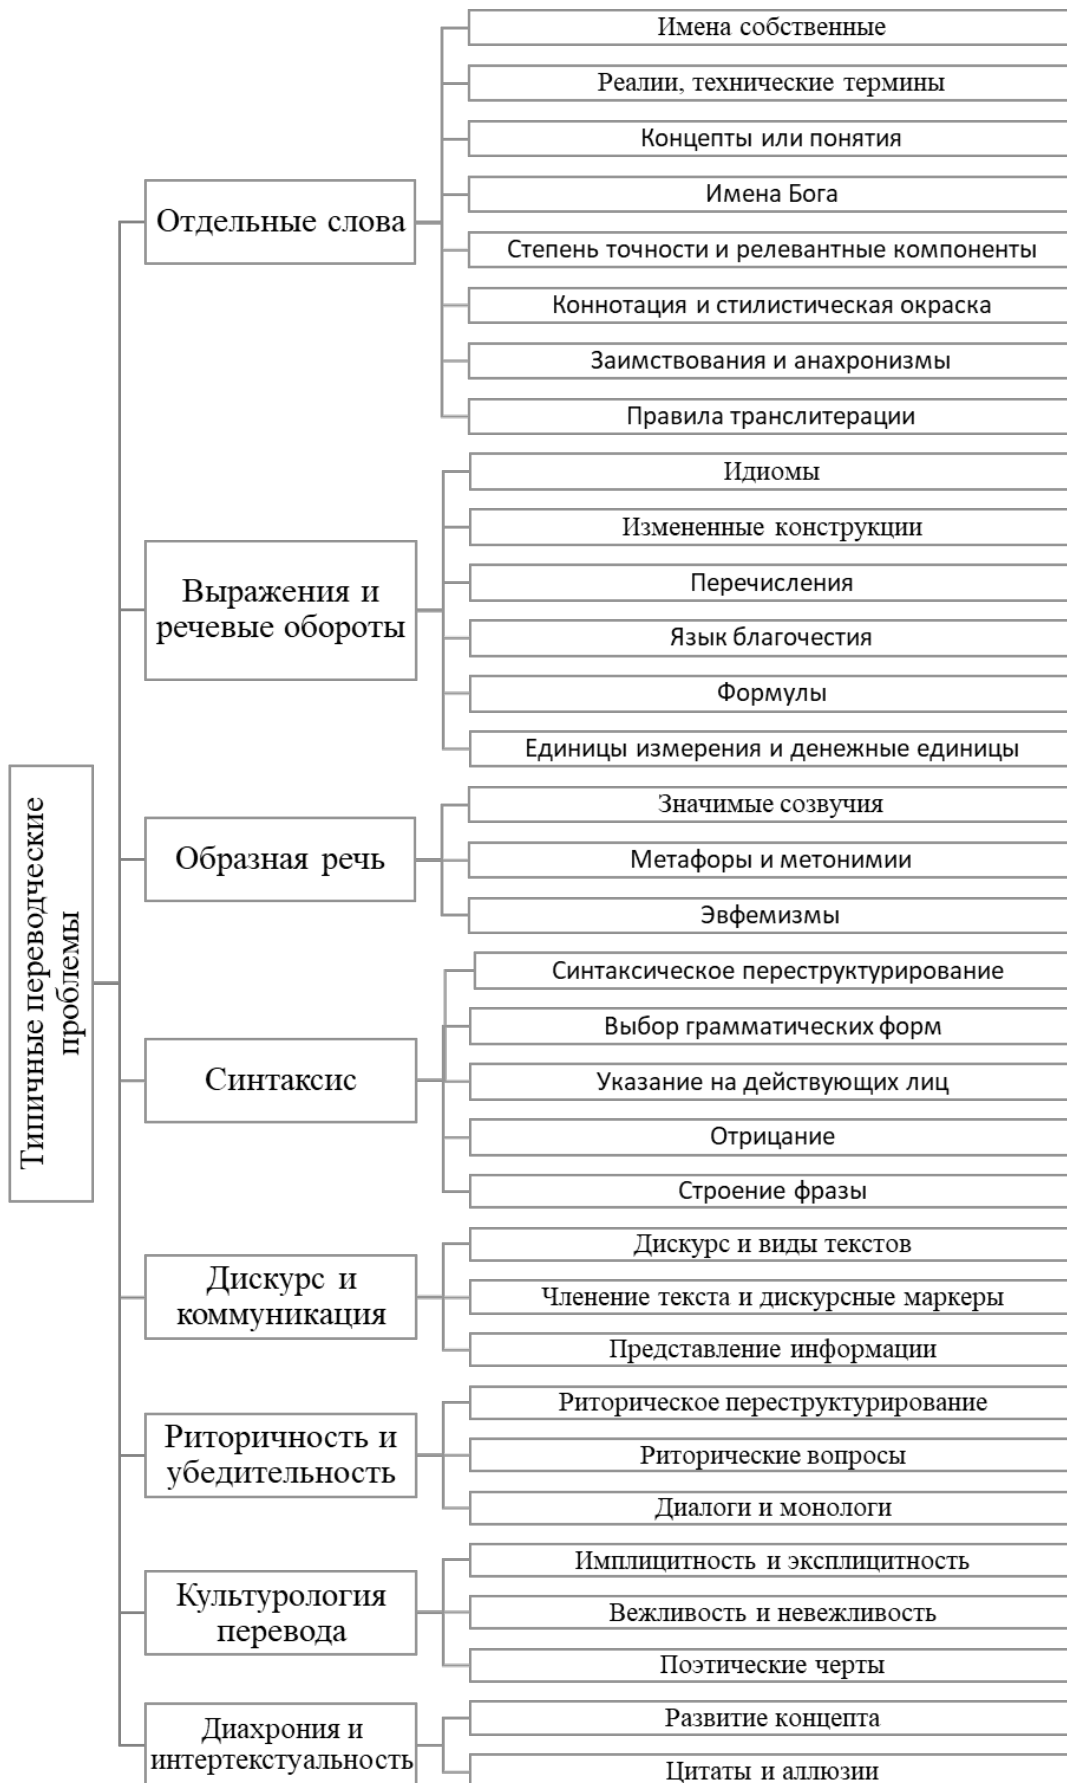 Типичные переводческие
проблемы
Отдельные слова
Имена собственные
Реалии, технические термины
Концепты или понятия
Имена Бога
Степень точности и релевантные компоненты
Коннотация и стилистическая окраска
Заимствования и анахронизмы
Правила транслитерации
Выражения и
речевые обороты
Идиомы
Измененные конструкции
Перечисления
Язык благочестия
Формулы
Единицы измерения и денежные единицы
Образная речь
Значимые созвучия
Метафоры и метонимии
Эвфемизмы
Синтаксис
Синтаксическое переструктурирование
Выбор грамматических форм
Указание на действующих лиц
Отрицание
Строение фразы
Дискурс и
коммуникация
Дискурс и виды текстов
Членение текста и дискурсные маркеры
Представление информации
Риторичность и
убедительность
Риторическое переструктурирование
Риторические вопросы
Диалоги и монологи
Культурология
перевода
Имплицитность и эксплицитность
Вежливость и невежливость
Поэтические черты
Диахрония и
интертекстуальность
Развитие концепта
Цитаты и аллюзии